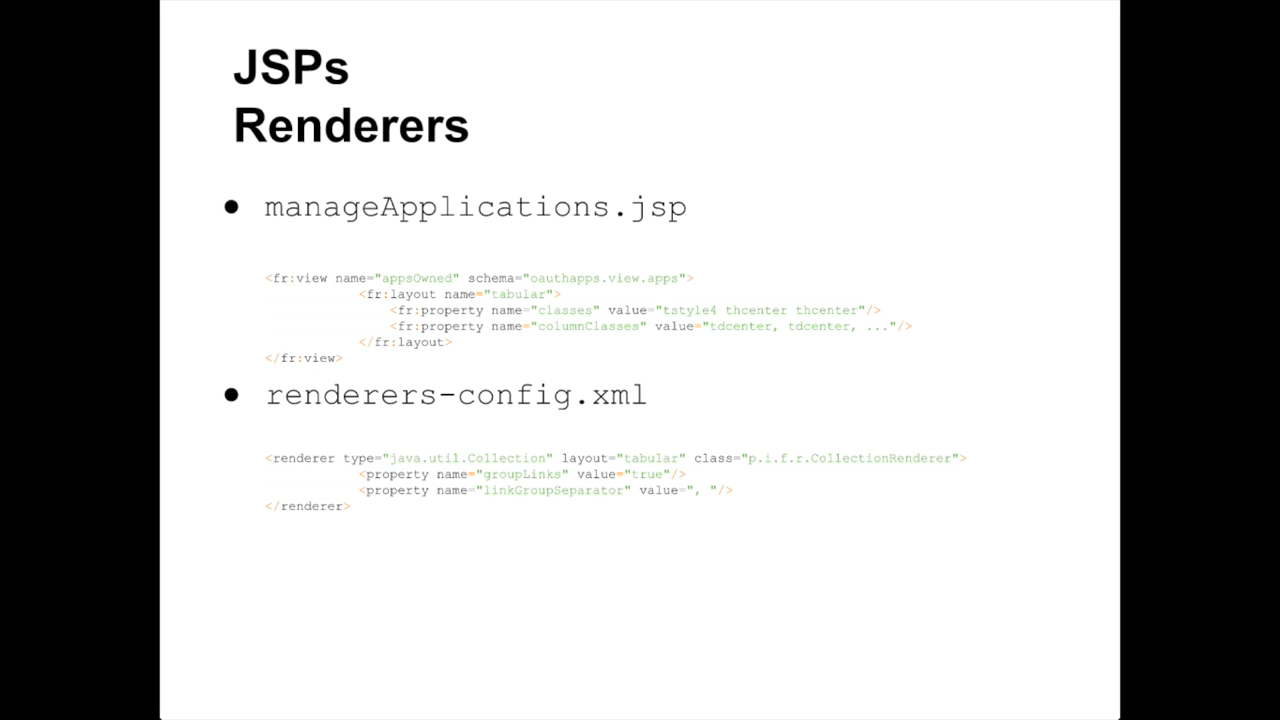 JSPs
Renderers
● manageApplications.jsp
<fr:view name="appsOwned" schema="oauthapps.view.apps">
<fr:layout name="tabular">
<fr:property name="classes" value="tstyle4 thcenter thcenter"/>
<fr:property name="columnClasses" value="tdcenter, tdcenter, ..."/>
</fr:layout>
</fr:view>
● renderers-config.xml
<renderer type="java.util.Collection" layout="tabular" class="p.i.f.r.CollectionRenderer">
<property name="groupLinks" value="true"/>
<property name="linkGroupSeparator" value=", "/>
</renderer>